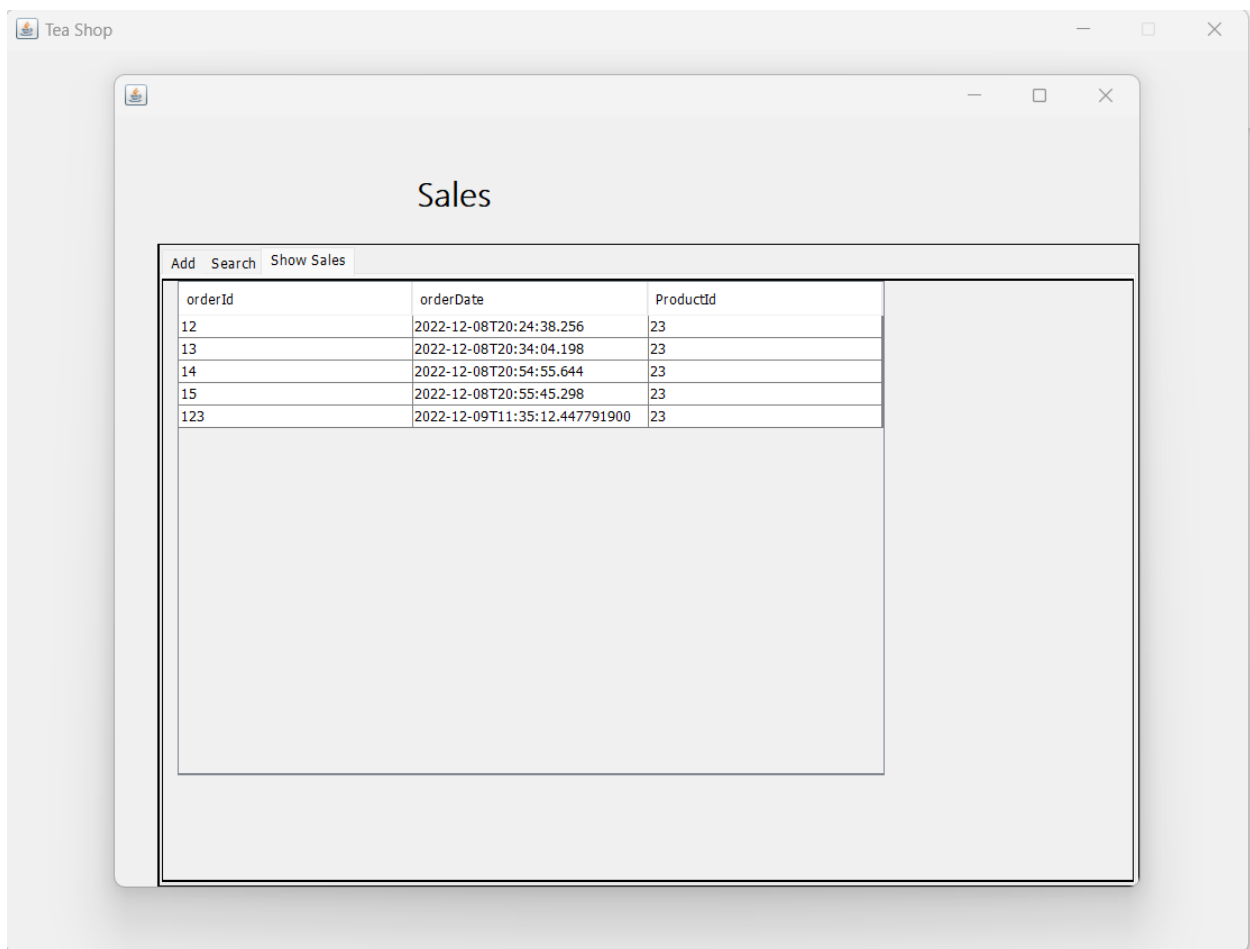 Tea Shop
Sales
Add Search Show Sales
orderId orderDate ProductId
12 2022-12-08T20:24:38.256 23
13 2022-12-08T20:34:04.198 23
14 2022-12-08T20:54:55.644 23
15 2022-12-08T20:55:45.298 23
123 2022-12-09T11:35:12.447791900 23